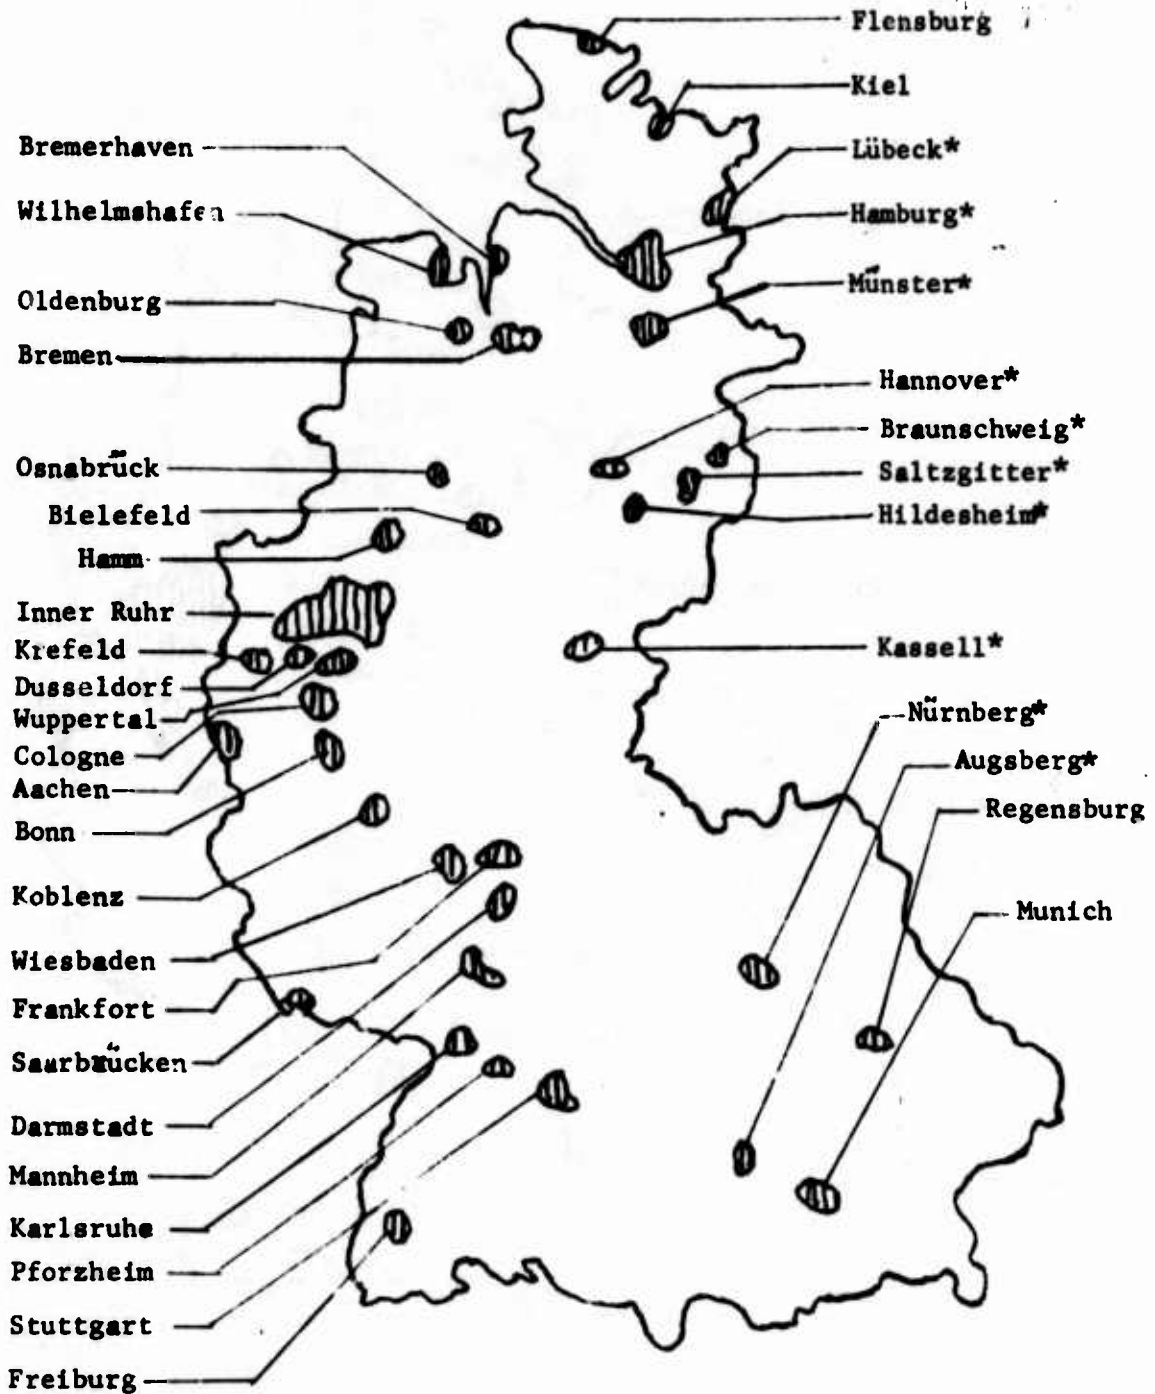 Flensburg
Kiel
Lübeck*
Hamburg*
Münster*
Hannover*
Braunschweig*
Saltzgitter*
Hildesheim*
Kassell*
Nürnberg*
Augsberg*
Regensburg
Munich
Bremerhaven
Wilhelmshafen
Oldenburg
Bremen
Osnabrück
Bielefeld
Hamm
Inner Ruhr
Krefeld
Dusseldorf
Wuppertal
Cologne
Aachen
Bonn
Koblenz
Wiesbaden
Frankfort
Saarbrücken
Darmstadt
Mannheim
Karlsruhe
Pforzheim
Stuttgart
Freiburg